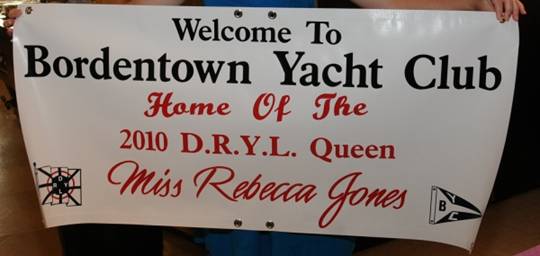 Welcome To
Bordentown Yacht Club
Home Of The
2010 D.R.Y.L. Queen
Miss Rebecca Jones
Y
B
C